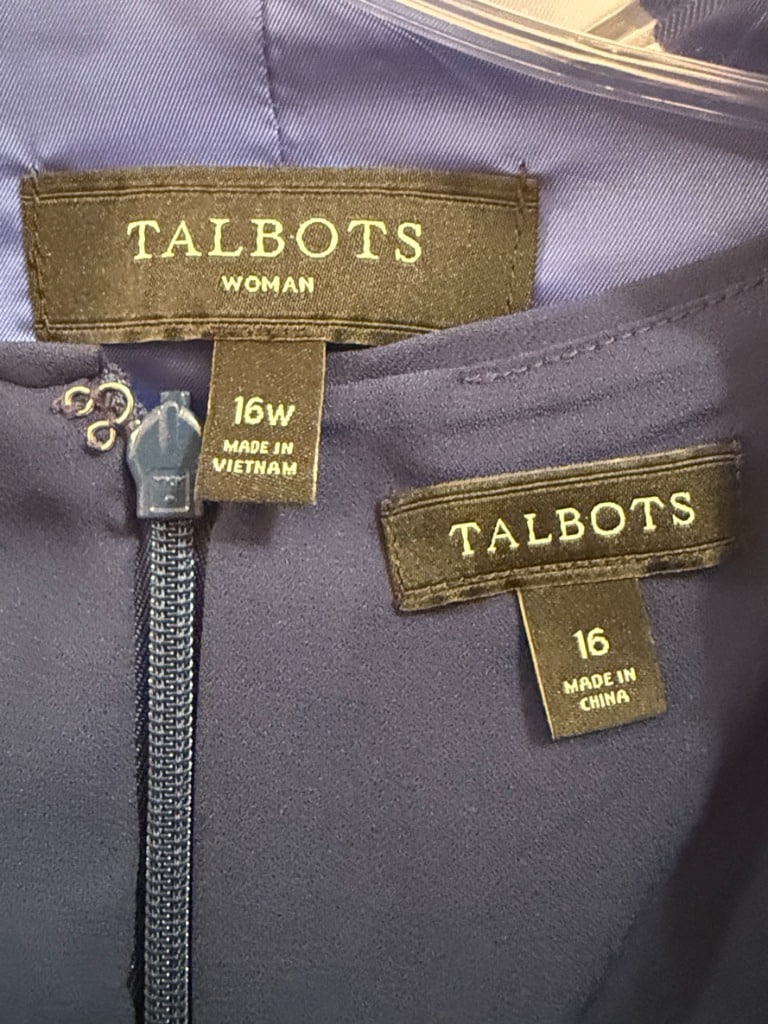 TALBOTS
WOMAN
16W
MADE IN
VIETNAM
TALBOTS
16
MADE IN
CHINA